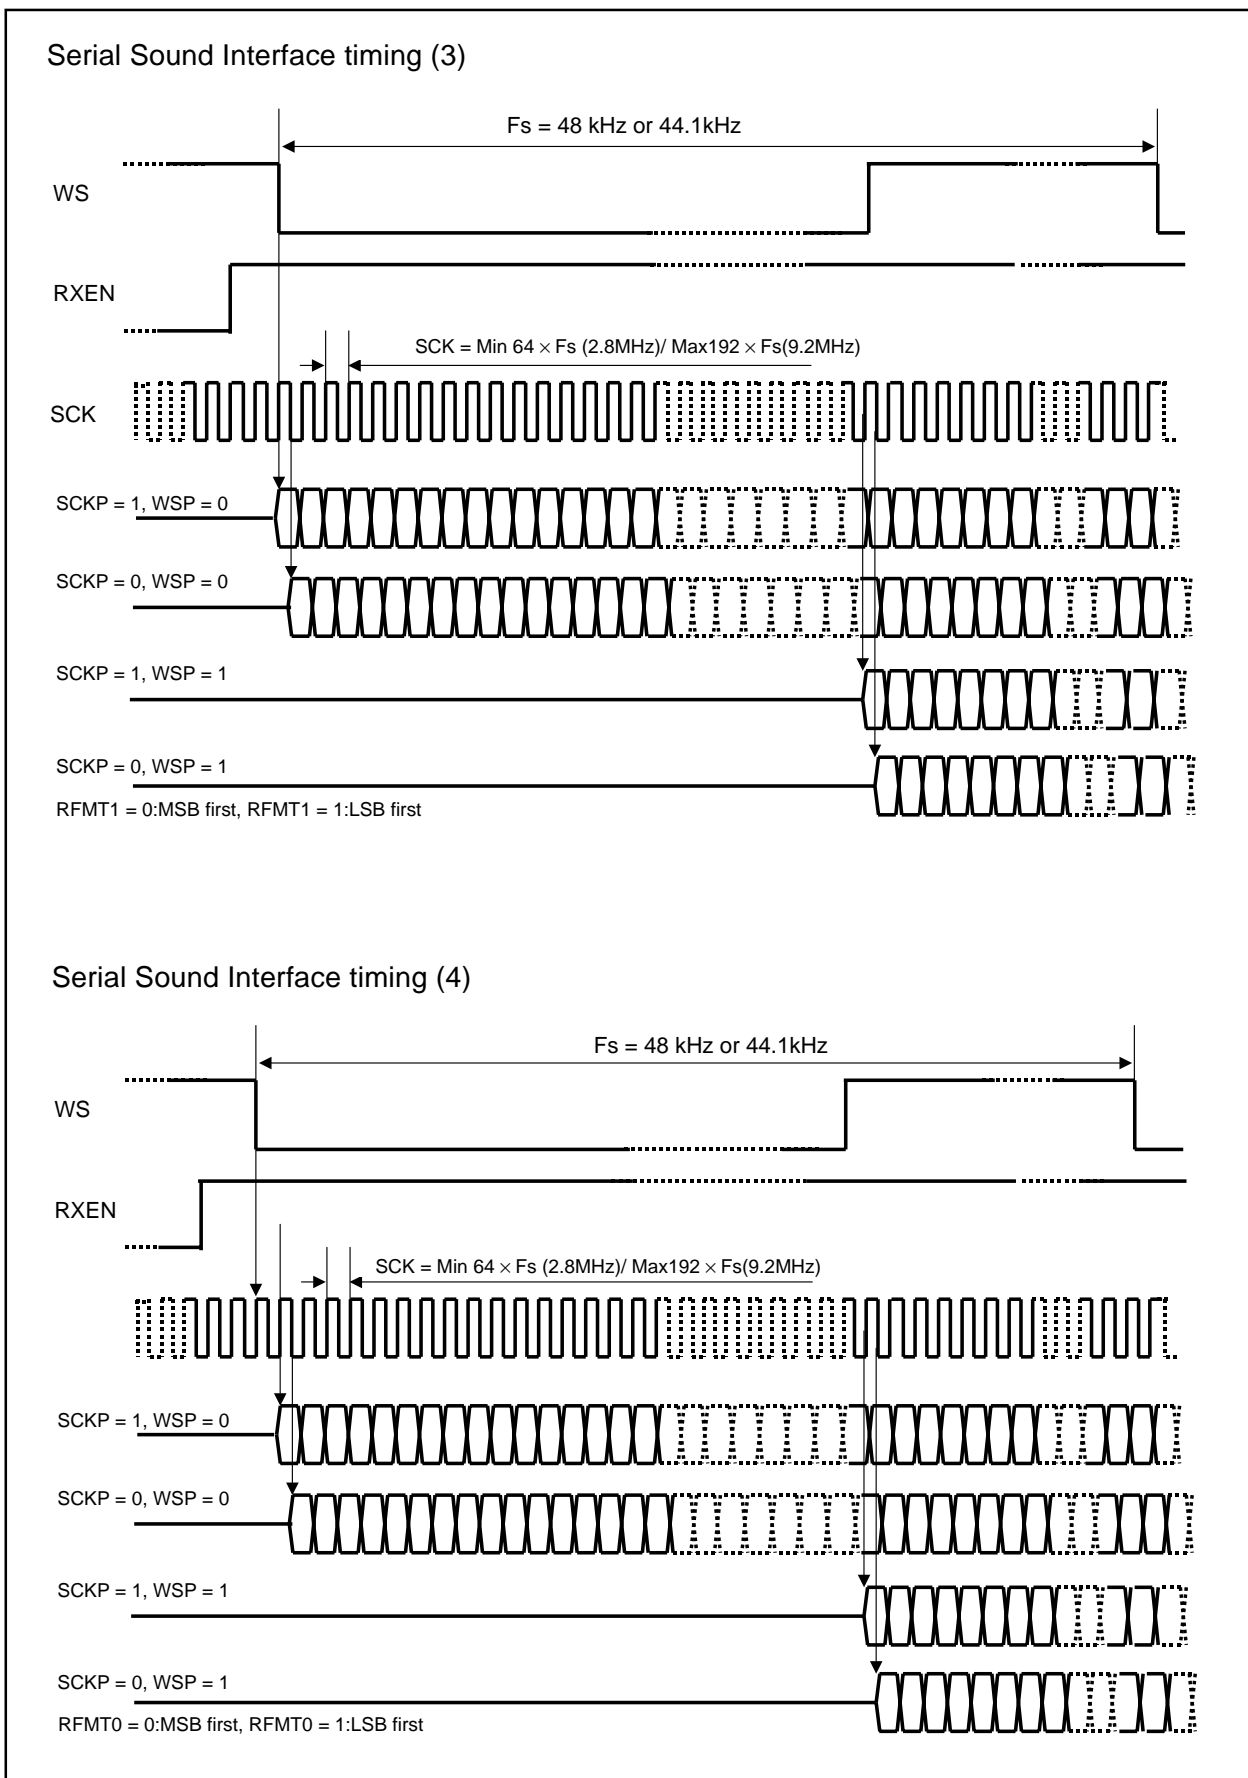 Serial Sound Interface timing (3)
Fs = 48 kHz or 44.1kHz
WS
RXEN
SCK = Min 64 × Fs (2.8MHz)/ Max192 × Fs(9.2MHz)
SCK
SCKP = 1, WSP = 0
SCKP = 0, WSP = 0
SCKP = 1, WSP = 1
SCKP = 0, WSP = 1
RFMT1 = 0:MSB first, RFMT1 = 1:LSB first
Serial Sound Interface timing (4)
Fs = 48 kHz or 44.1kHz
WS
RXEN
SCK = Min 64 × Fs (2.8MHz)/ Max192 × Fs(9.2MHz)
SCKP = 1, WSP = 0
SCKP = 0, WSP = 0
SCKP = 1, WSP = 1
SCKP = 0, WSP = 1
RFMT0 = 0:MSB first, RFMT0 = 1:LSB first